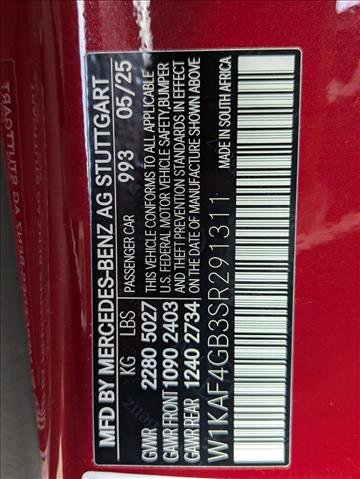 MFD BY MERCEDES-BENZ AG STUTTGART
KG LBS PASSENGER CAR 993 05/25
GVWR 2280 5027 THIS VEHICLE CONFORMS TO ALL APPLICABLE
U.S. FEDERAL MOTOR VEHICLE SAFETY/BUMPER
GAWR FRONT 1090 2403 AND THEFT PREVENTION STANDARDS IN EFFECT
GAWR REAR 1240 2734 ON THE DATE OF MANUFACTURE SHOWN ABOVE
MADE IN SOUTH AFRICA
W1KAF4GB3SR291311